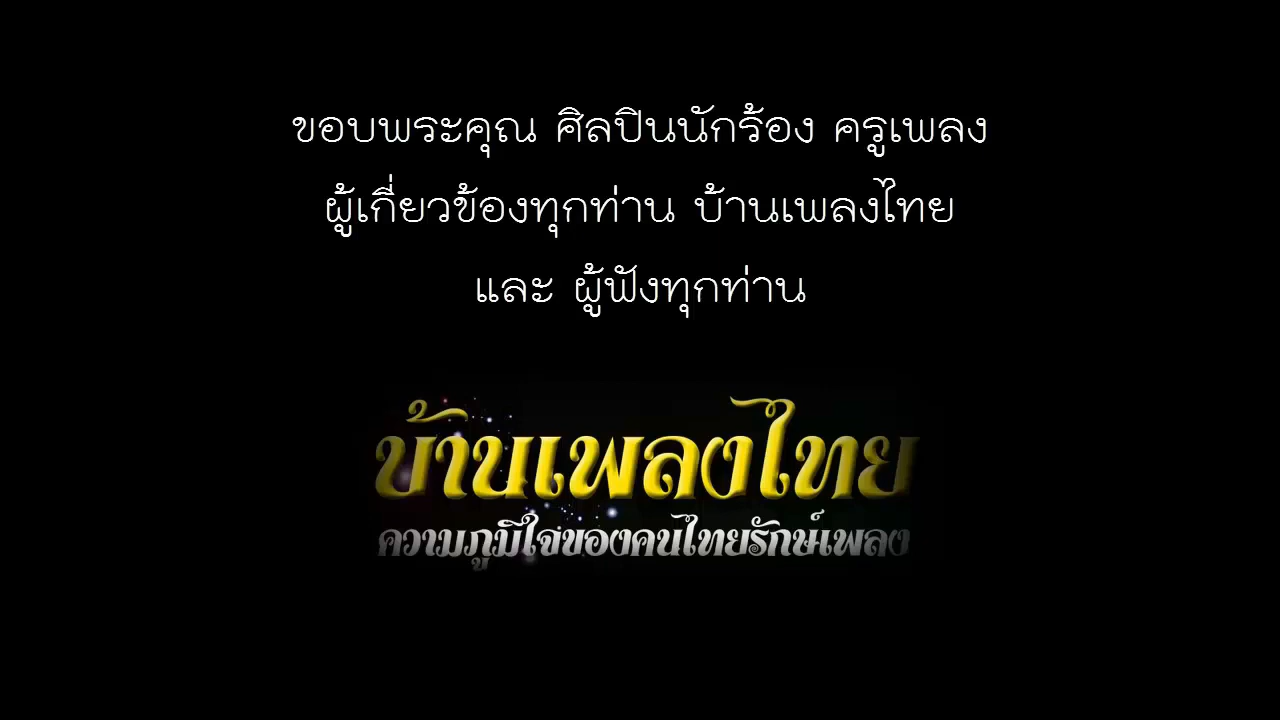 ขอบพระคุณ ศิลปินนักร้อง ครูเพลง
ผู้เกี่ยวข้องทุกท่าน บ้านเพลงไทย
และ ผู้ฟังทุกท่าน
บ้านเพลงไทย
ความภูมิใจของคนไทยรักษ์เพลง